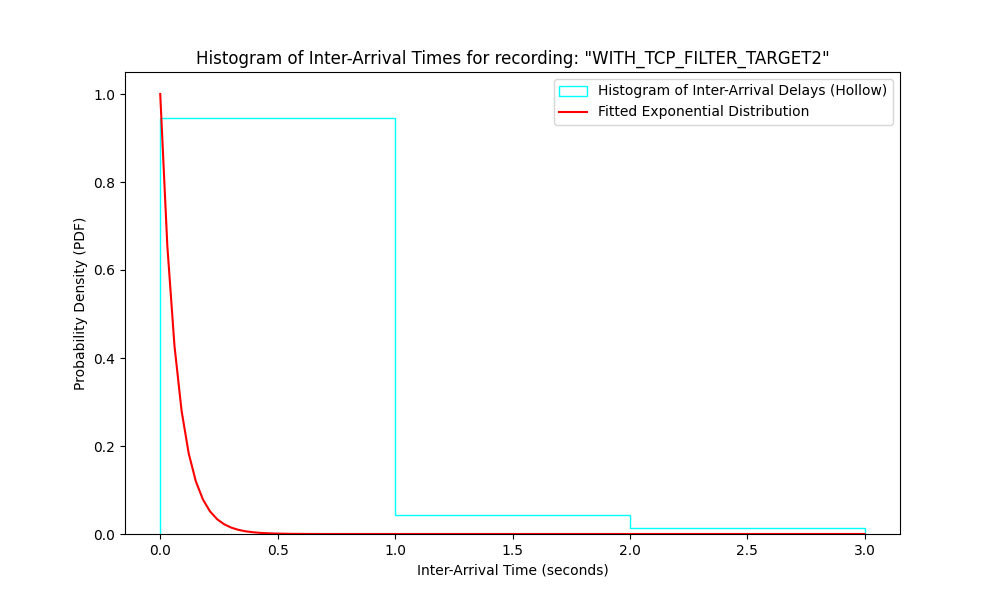 Histogram of Inter-Arrival Times for recording: "WITH_TCP_FILTER_TARGET2"
Histogram of Inter-Arrival Delays (Hollow)
Fitted Exponential Distribution
Probability Density (PDF)
1.0
0.8
0.6
0.4
0.2
0.0
0.0 0.5 1.0 1.5 2.0 2.5 3.0
Inter-Arrival Time (seconds)